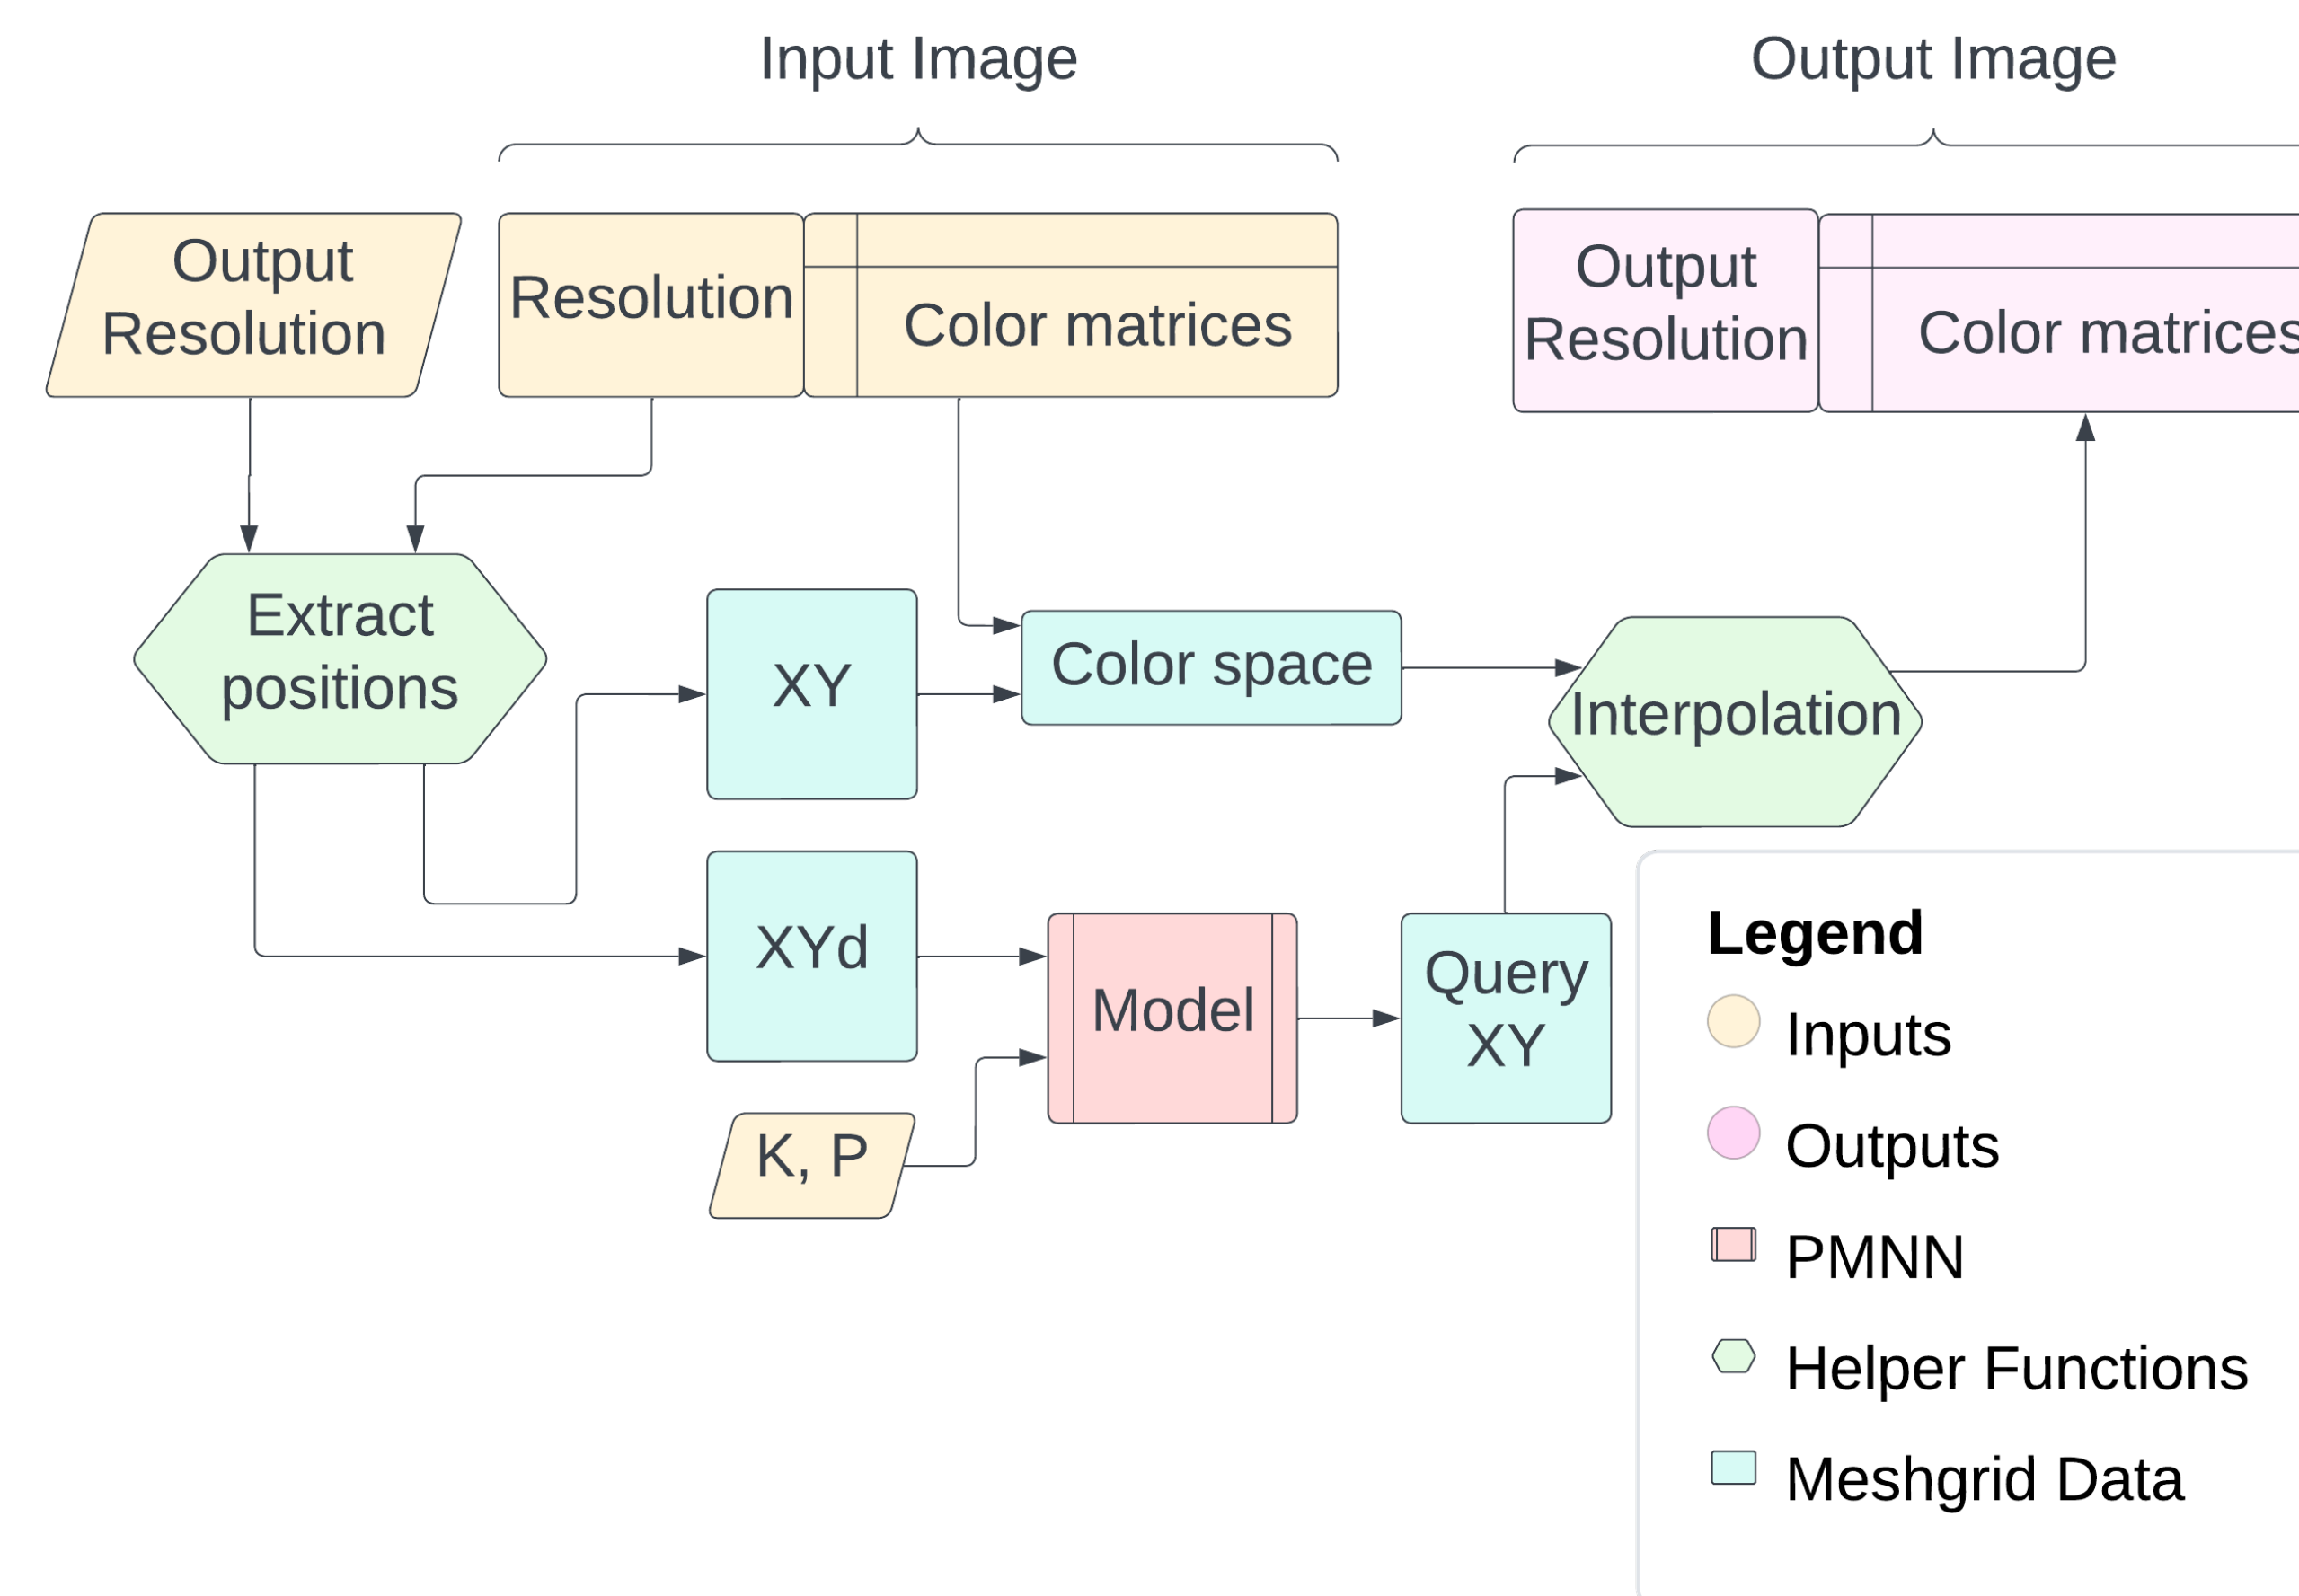 Input Image
Output Image
Output
Resolution
Resolution
Color matrices
Output
Resolution
Color matrices
Extract
positions
XY
Color space
Interpolation
XYd
Model
Query
XY
K, P
Legend
Inputs
Outputs
PMNN
Helper Functions
Meshgrid Data